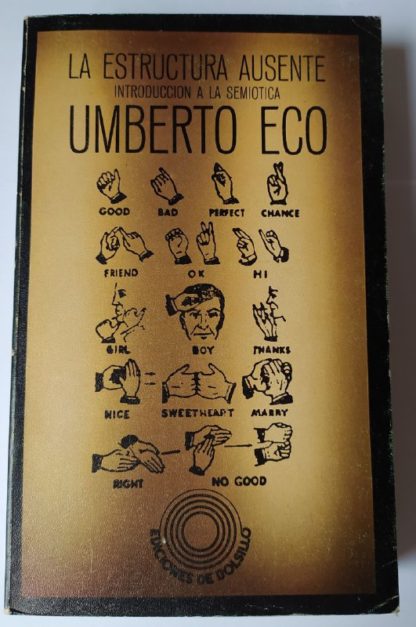 LA ESTRUCTURA AUSENTE
INTRODUCCION A LA SEMIOTICA
UMBERTO ECO
GOOD BAD PERFECT CHANCE
FRIEND OK HI
GIRL BOY THANKS
NICE SWEETHEART MARRY
RIGHT NO GOOD
EDICIONES DE BOLSILLO